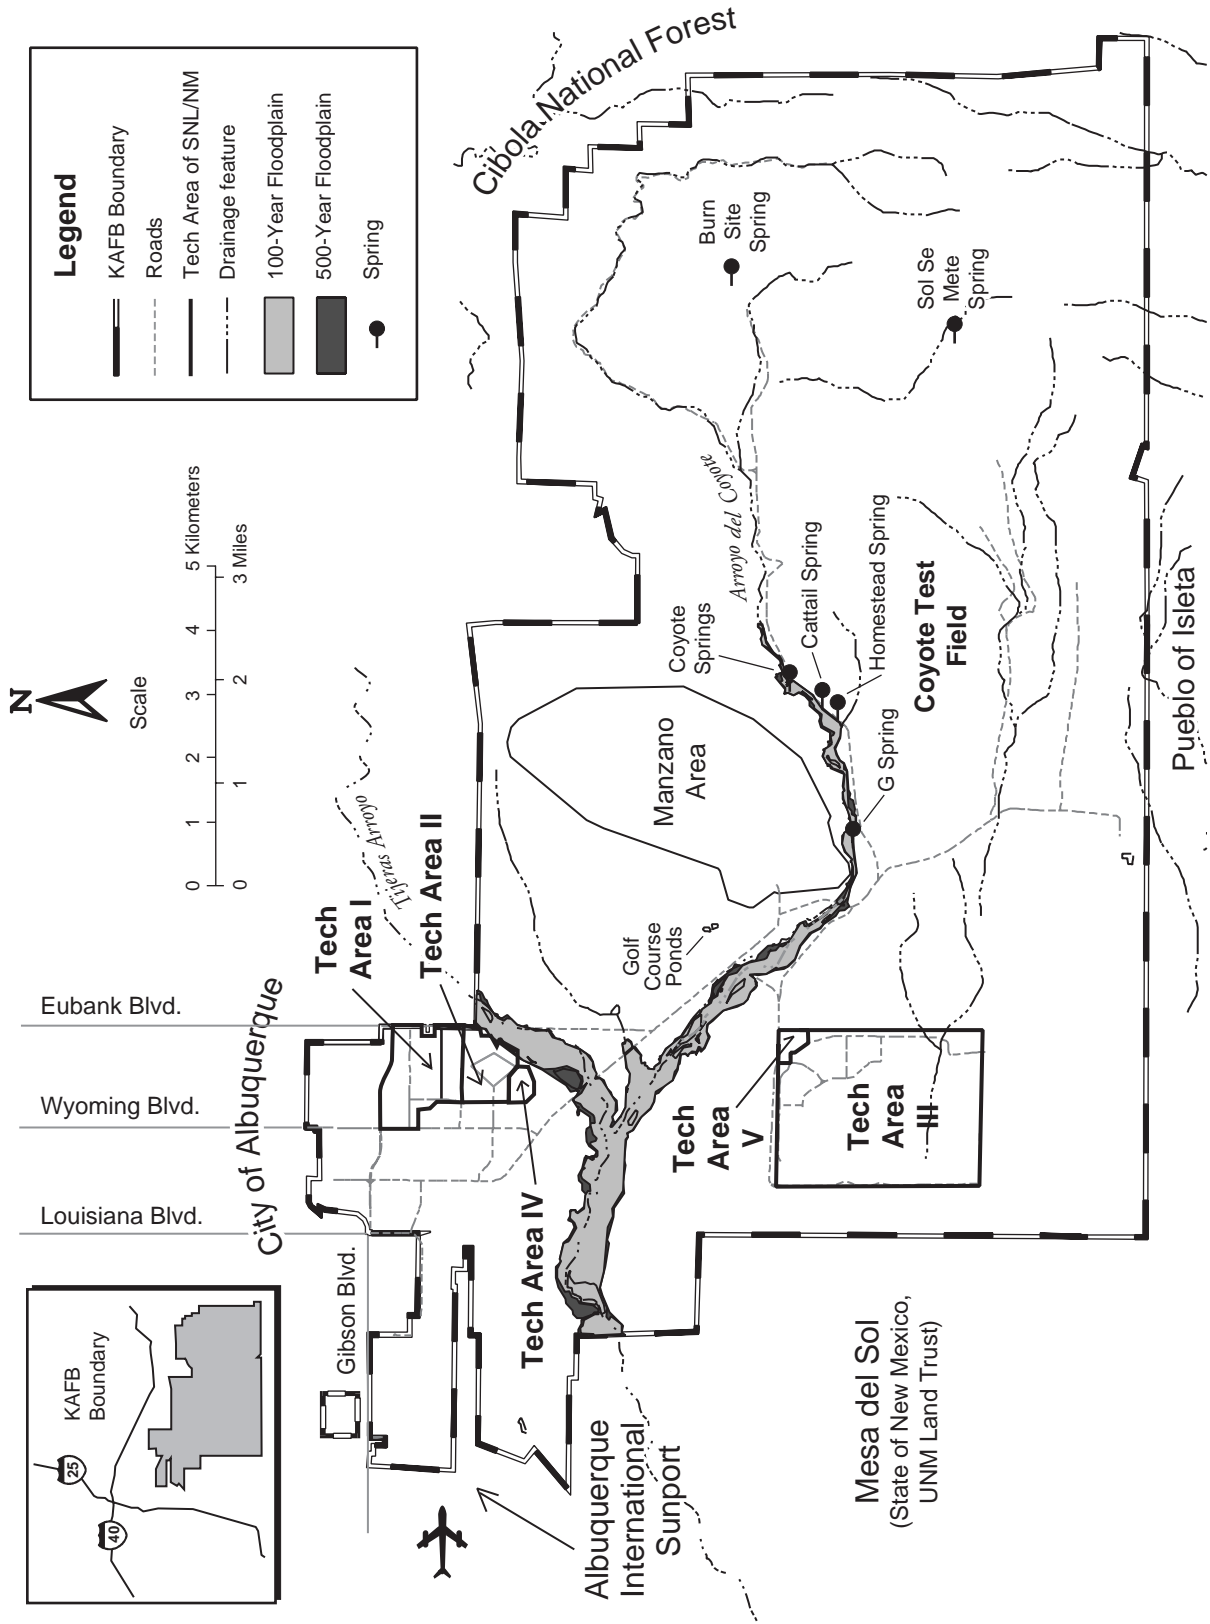 25
40
KAFB
Boundary
N
Scale
0 1 2 3 4 5 Kilometers
0 1 2 3 Miles
Legend
KAFB Boundary
Roads
Tech Area of SNL/NM
Drainage feature
100-Year Floodplain
500-Year Floodplain
Spring
Louisiana Blvd.
Wyoming Blvd.
Eubank Blvd.
City of Albuquerque
Gibson Blvd.
Tech
Area I
Tech Area II
Tijeras Arroyo
Cibola National Forest
Tech Area IV
Albuquerque
International
Sunport
Golf
Course
Ponds
Manzano
Area
Coyote
Springs
Arroyo del Coyote
Burn
Site
Spring
Cattail Spring
Homestead Spring
G Spring
Sol Se
Mete
Spring
Tech
Area
V
Tech
Area
III
Coyote Test
Field
Mesa del Sol
(State of New Mexico,
UNM Land Trust)
Pueblo of Isleta